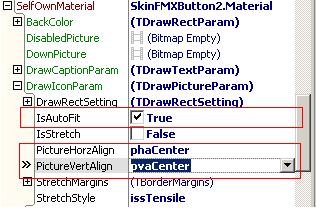 SelfOwnMaterial SkinFMXButton2.Material
BackColor (TDrawRectParam)
DisabledPicture (Bitmap Empty)
DownPicture (Bitmap Empty)
DrawCaptionParam (TDrawTextParam)
DrawIconParam (TDrawPictureParam)
DrawRectSetting (TDrawRectSetting)
IsAutoFit True
IsStretch False
PictureHorzAlign phaCenter
PictureVertAlign pvaCenter
StretchMargins (TBorderMargins)
StretchStyle issTensile